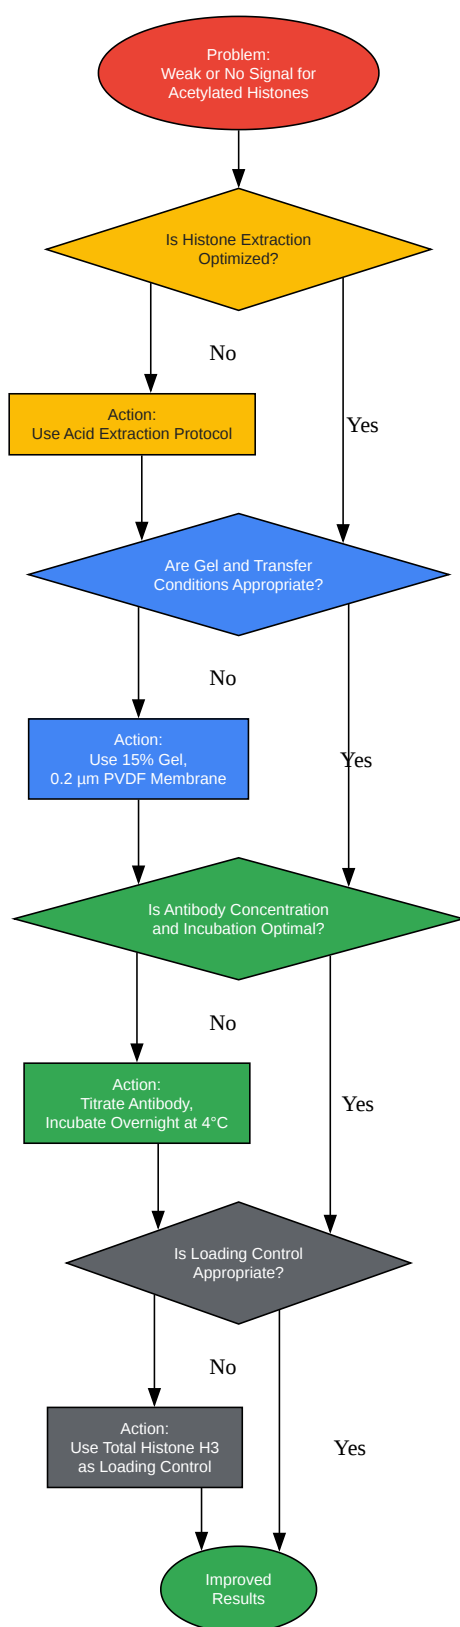 Problem:
Weak or No Signal for
Acetylated Histones
Is Histone Extraction
Optimized?
No
Action:
Use Acid Extraction Protocol
Yes
Are Gel and Transfer
Conditions Appropriate?
No
Action:
Use 15% Gel,
0.2 µm PVDF Membrane
Yes
Is Antibody Concentration
and Incubation Optimal?
No
Action:
Titrate Antibody,
Incubate Overnight at 4°C
Yes
Is Loading Control
Appropriate?
No
Action:
Use Total Histone H3
as Loading Control
Yes
Improved
Results